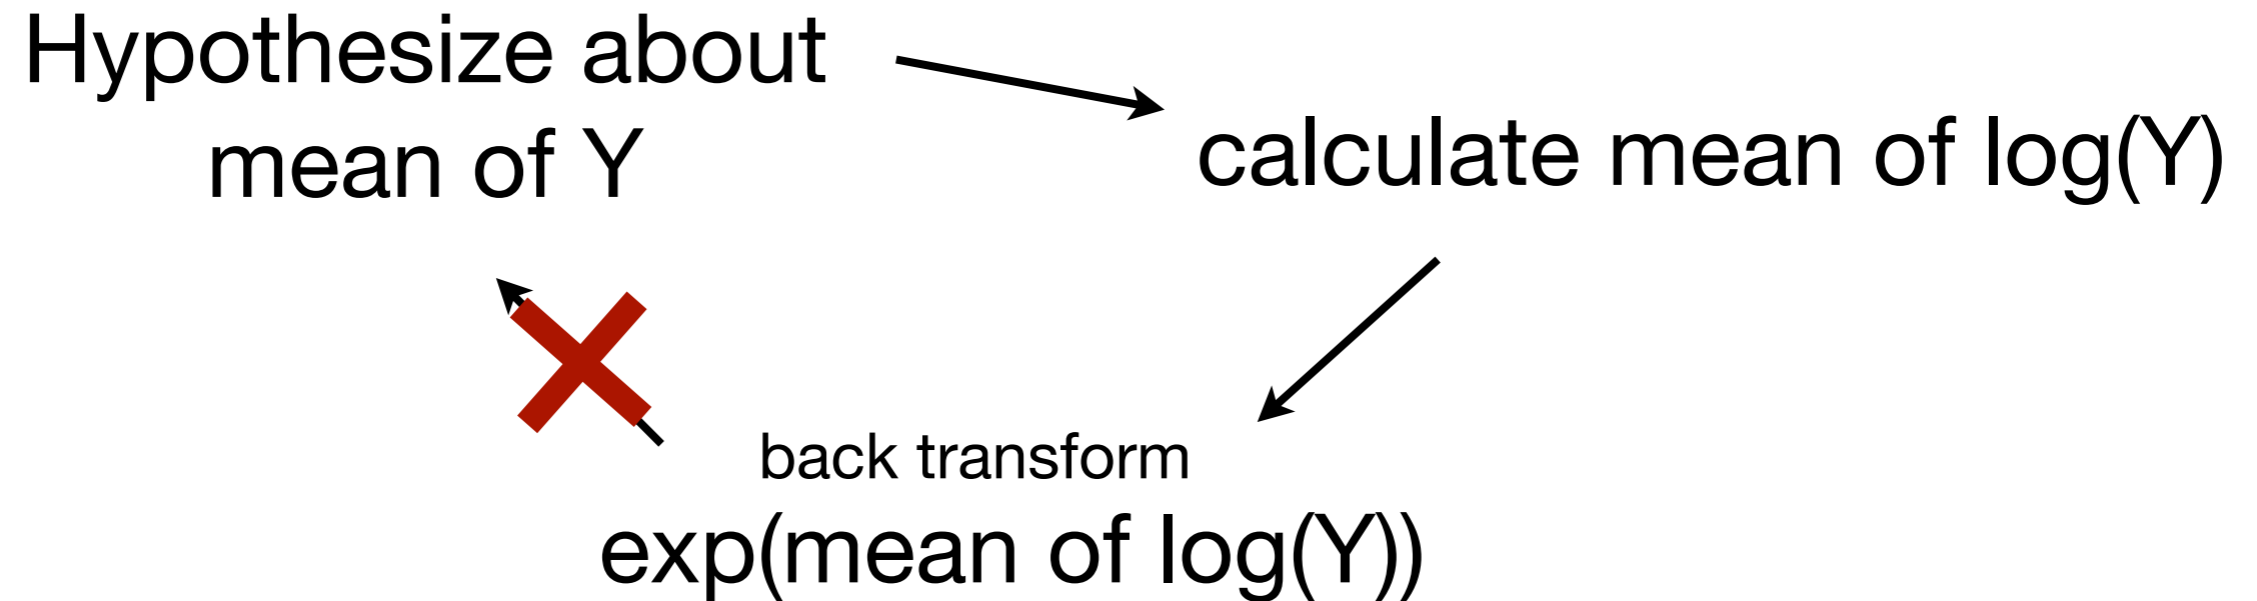 Hypothesize about
mean of Y
calculate mean of log(Y)
back transform
exp(mean of log(Y))